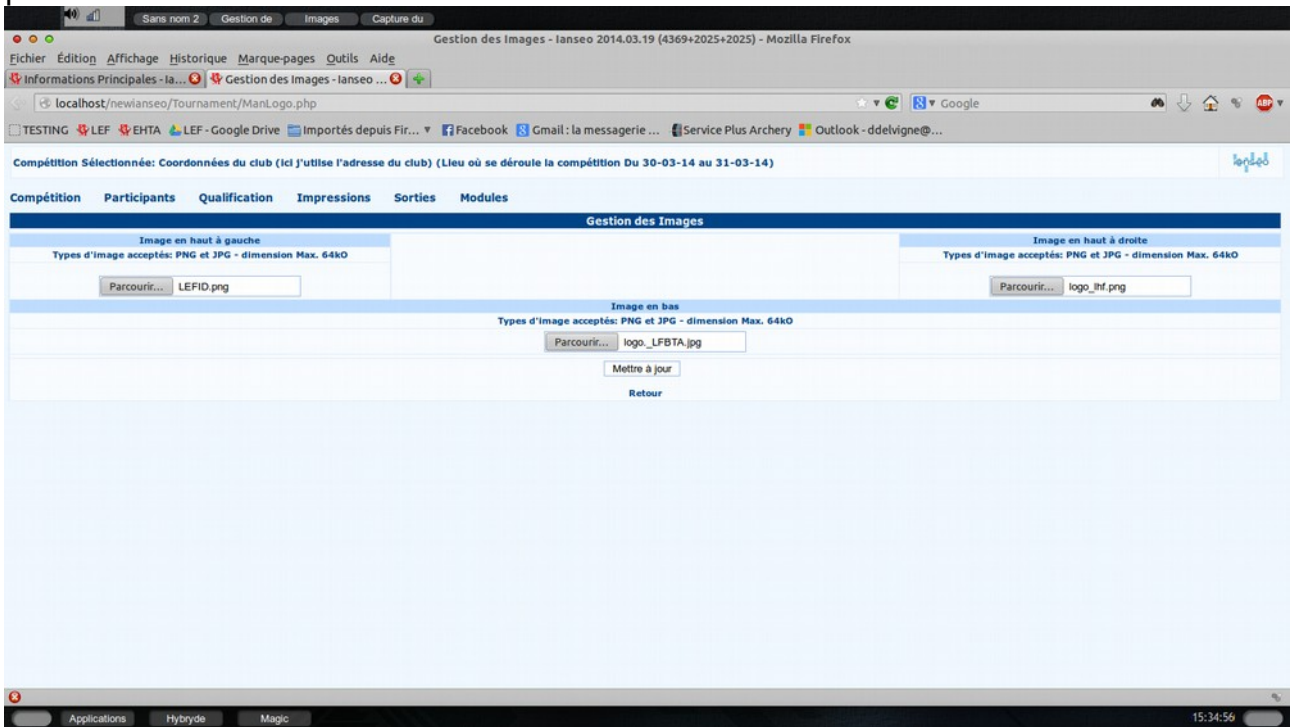 Sans nom 2 Gestion de Images Capture du
Gestion des Images - Ianseo 2014.03.19 (4369+2025+2025) - Mozilla Firefox
Fichier Édition Affichage Historique Marque-pages Outils Aide
Informations Principales - Ia... Gestion des Images - Ianseo ...
localhost/newianseo/Tournament/ManLogo.php Google ABP
TESTING LEF EHTA LEF - Google Drive Importés depuis Fir... Facebook Gmail : la messagerie ... Service Plus Archery Outlook - ddelvigne@...
Compétition Sélectionnée: Coordonnées du club (ici j'utlise l'adresse du club) (Lieu où se déroule la compétition Du 30-03-14 au 31-03-14) ianseo
Compétition Participants Qualification Impressions Sorties Modules
Gestion des Images
Image en haut à gauche Image en haut à droite
Types d'image acceptés: PNG et JPG - dimension Max. 64kO Types d'image acceptés: PNG et JPG - dimension Max. 64kO
Parcourir... LEFID.png Parcourir... logo_lhf.png
Image en bas
Types d'image acceptés: PNG et JPG - dimension Max. 64kO
Parcourir... logo._LFBTA.jpg
Mettre à jour
Retour
Applications Hybryde Magic 15:34:56